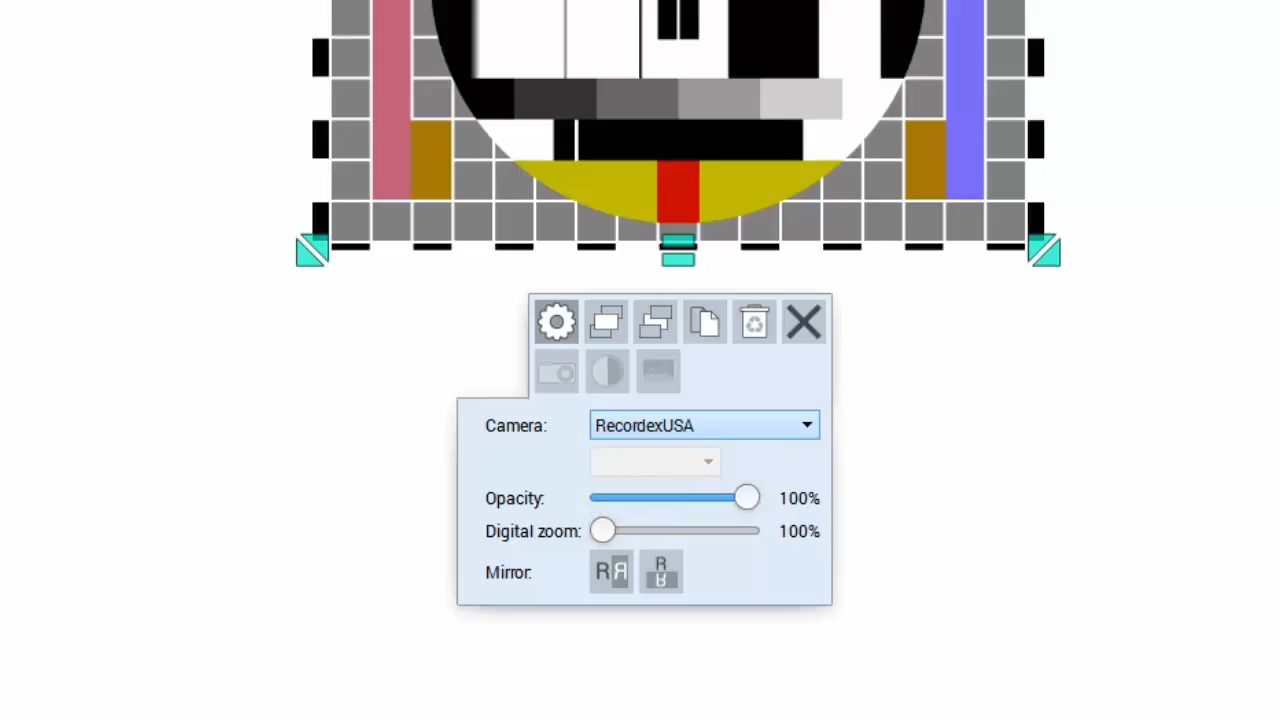 Camera: RecordexUSA
Opacity: 100%
Digital zoom: 100%
Mirror: R R R R